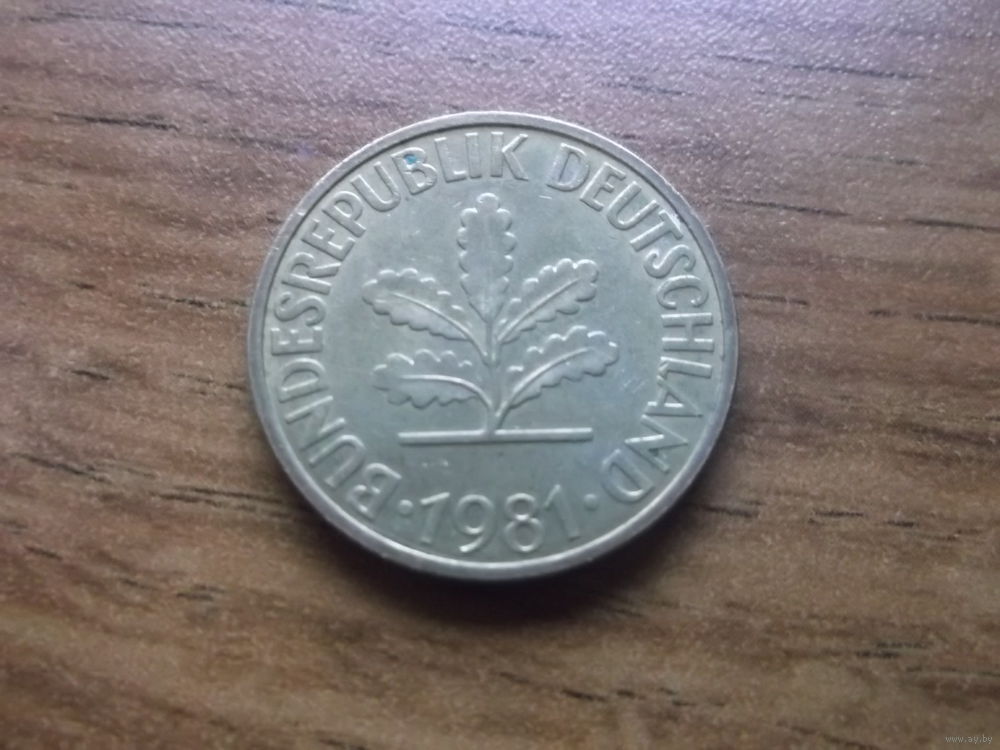 BUNDESREPUBLIK DEUTSCHLAND
· 1981 ·
www.ay.by